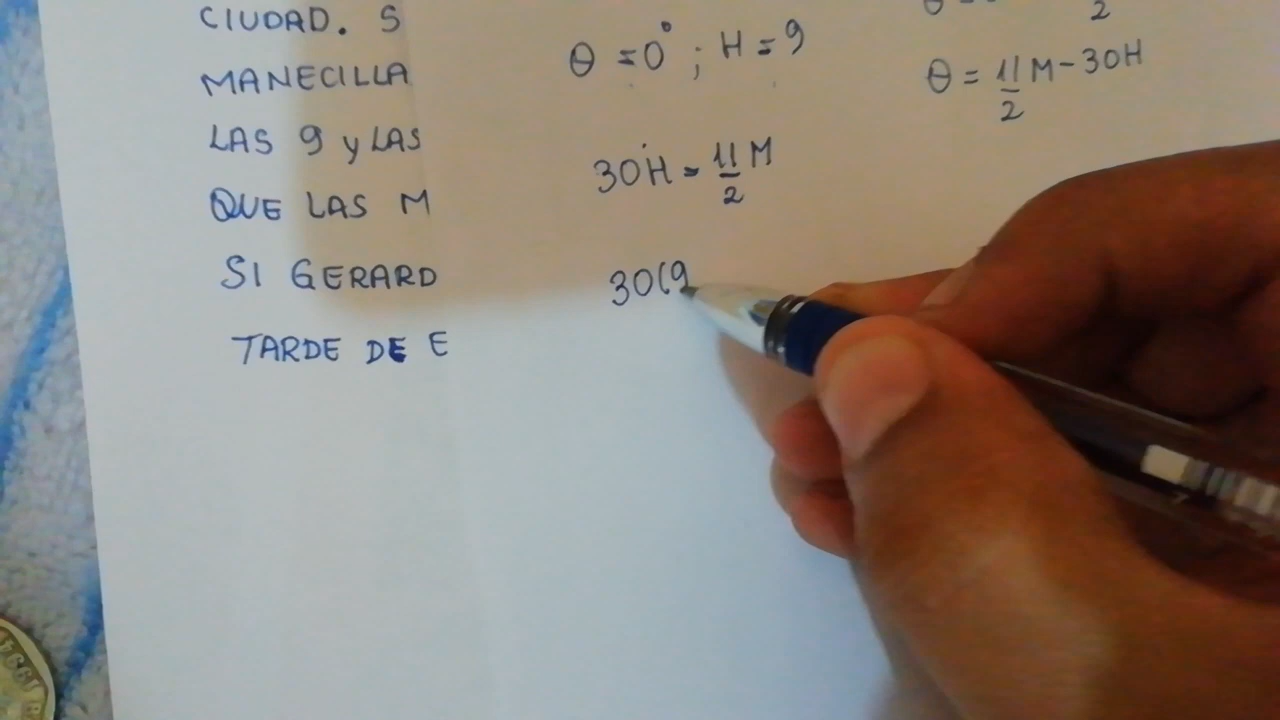 CIUDAD. S
MANECILLA
LAS 9 y LAS
QUE LAS M
SI GERARD
TARDE DE E
θ = 0° ; H = 9
30H = 11/2 M
30(9
2
θ = 11/2 M - 30H